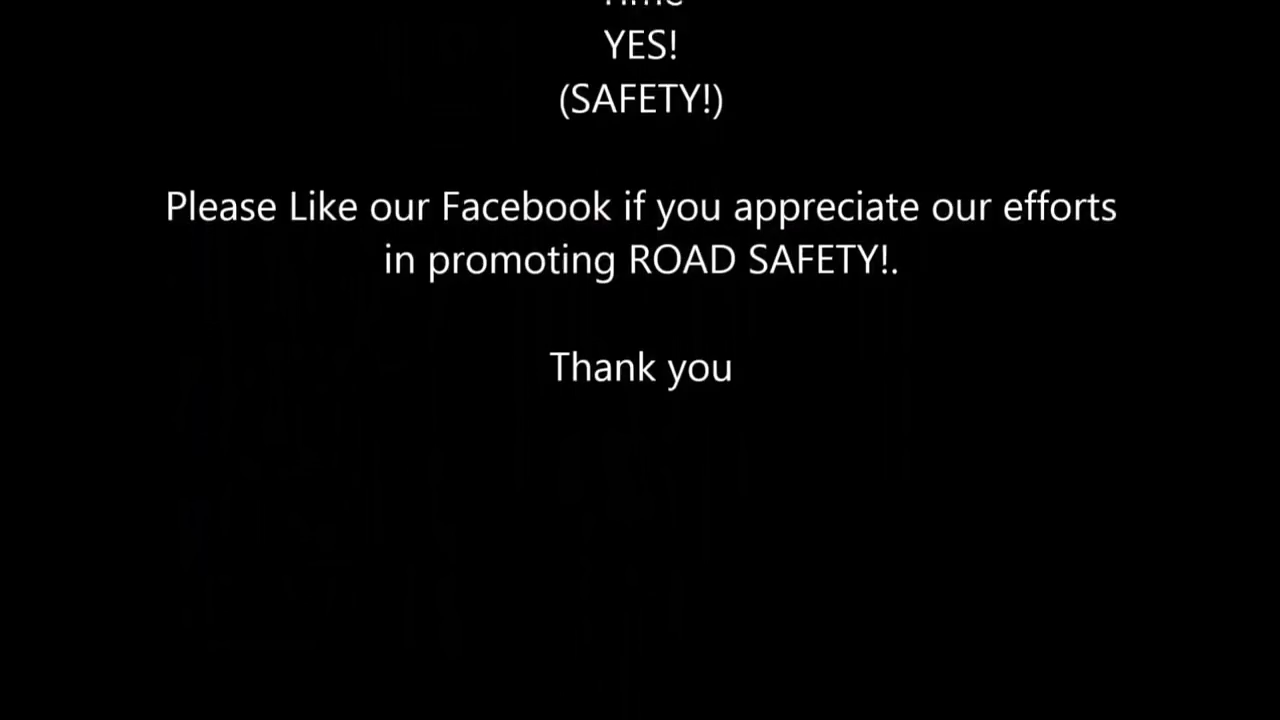 YES!
(SAFETY!)
Please Like our Facebook if you appreciate our efforts
in promoting ROAD SAFETY!.
Thank you